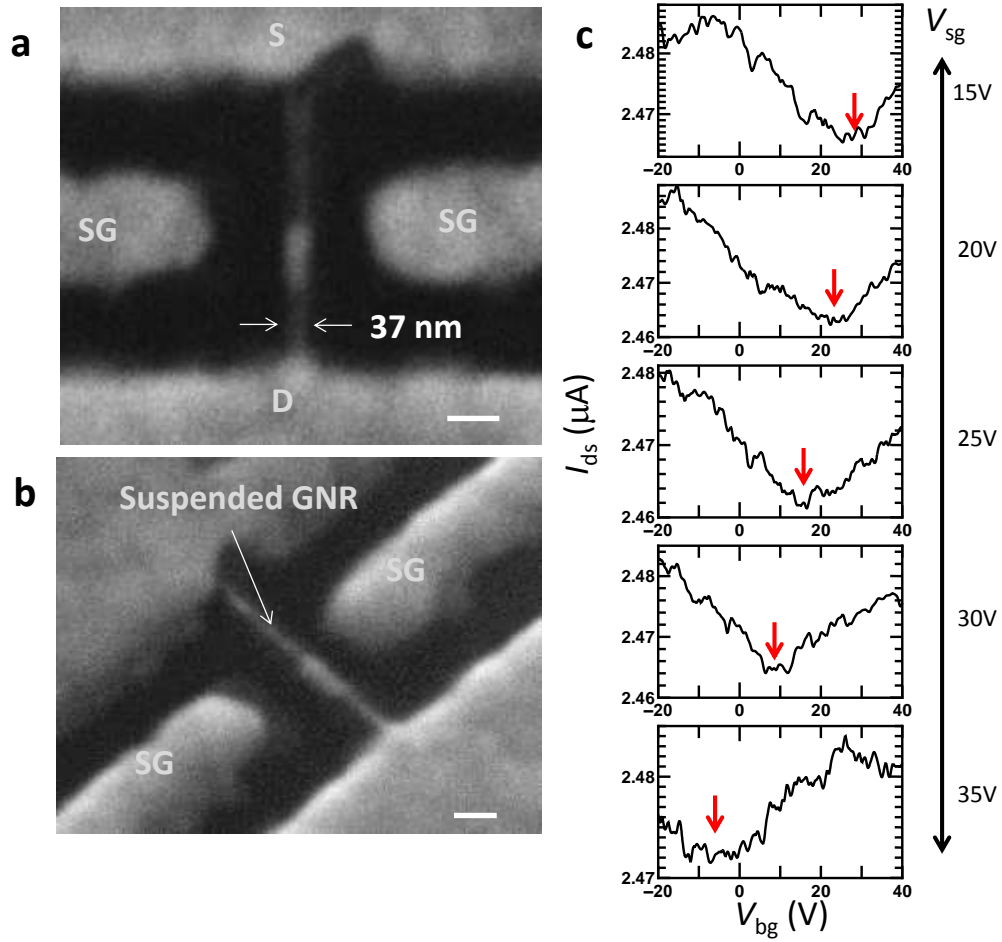 a
S
SG
SG
37 nm
D
b
Suspended GNR
SG
SG
c
V_sg
2.48
2.47
−20 0 20 40
15V
2.48
2.47
2.46
−20 0 20 40
20V
2.48
2.47
2.46
−20 0 20 40
25V
2.48
2.47
2.46
−20 0 20 40
30V
2.48
2.47
−20 0 20 40
35V
I_ds (μA)
V_bg (V)